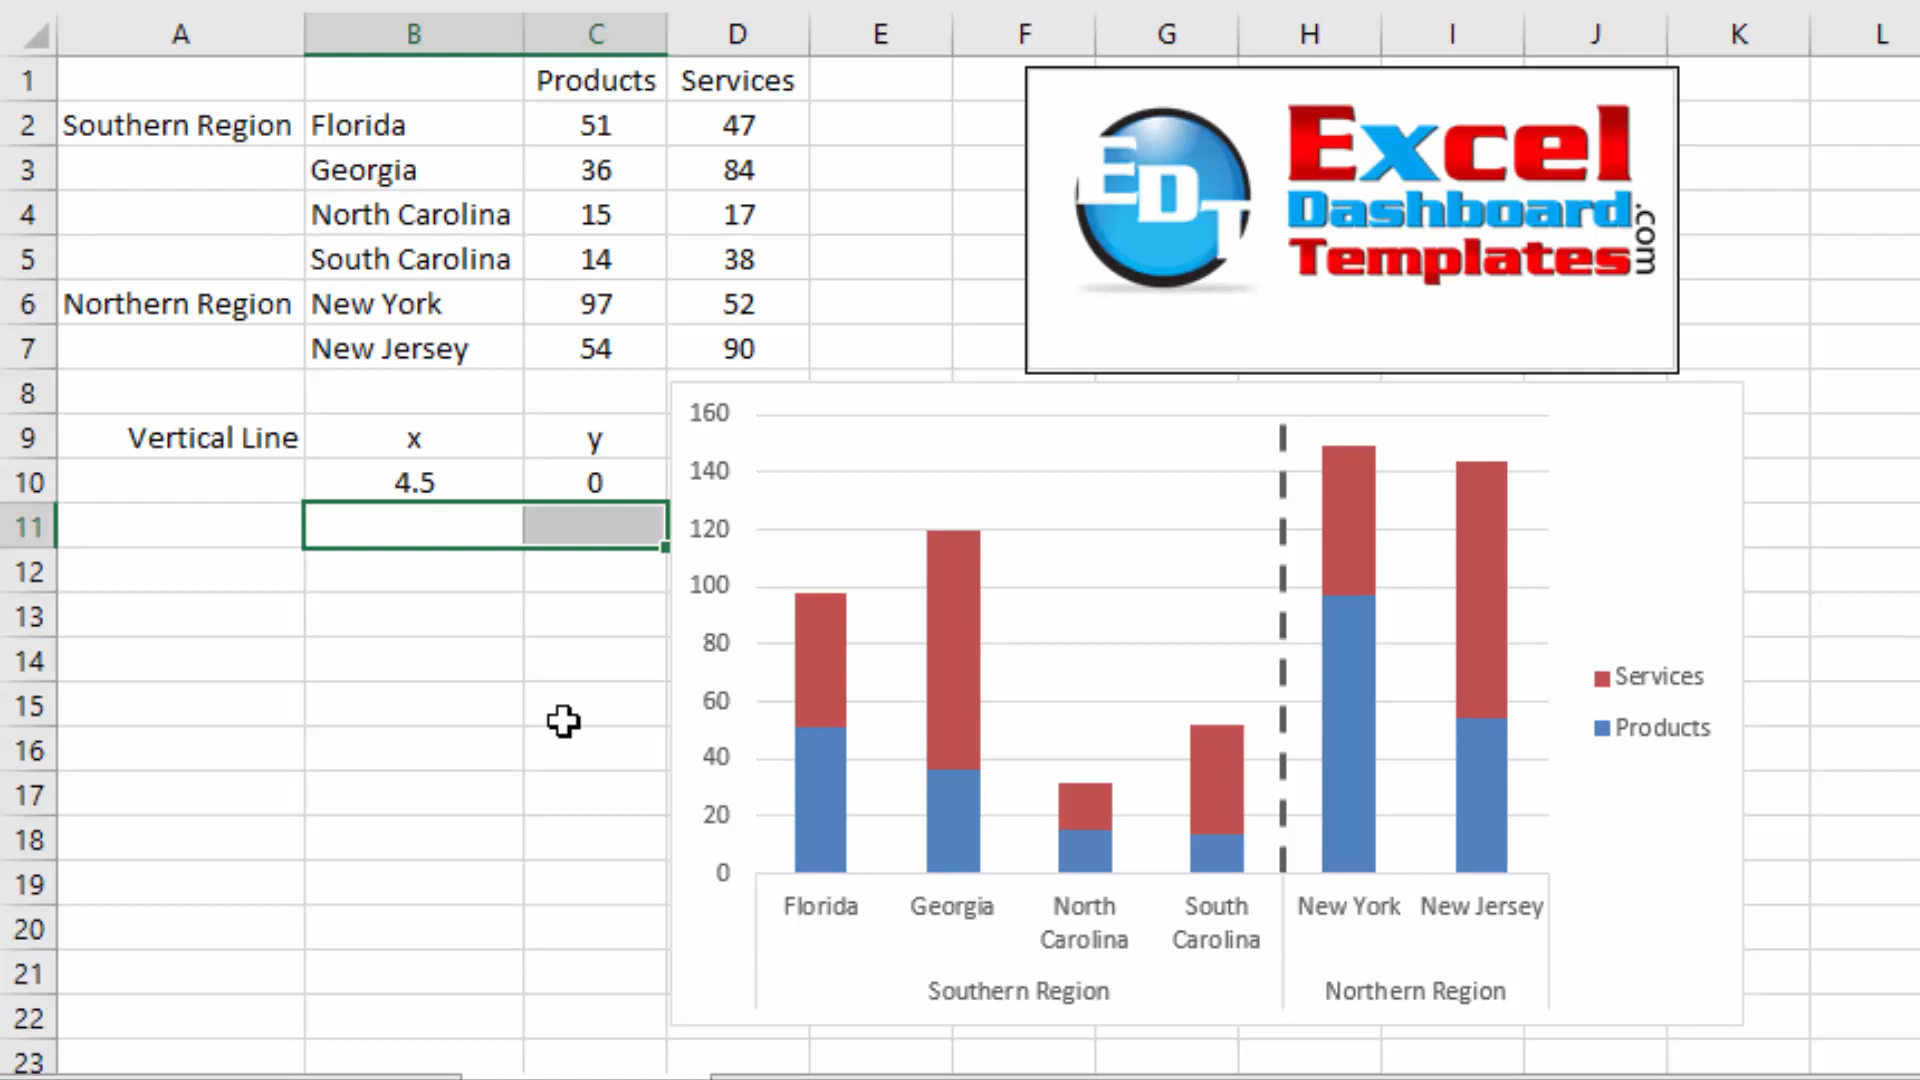 A B C D E F G H I J K L
1 Products Services
2 Southern Region Florida 51 47
3 Georgia 36 84
4 North Carolina 15 17
5 South Carolina 14 38
6 Northern Region New York 97 52
7 New Jersey 54 90
8
9 Vertical Line x y
10 4.5 0
11
12
13
14
15
16
17
18
19
20
21
22
23
EDT
Excel
Dashboard
Templates
.com
160
140
120
100
80
60
40
20
0
Services
Products
Florida Georgia North Carolina South Carolina New York New Jersey
Southern Region Northern Region